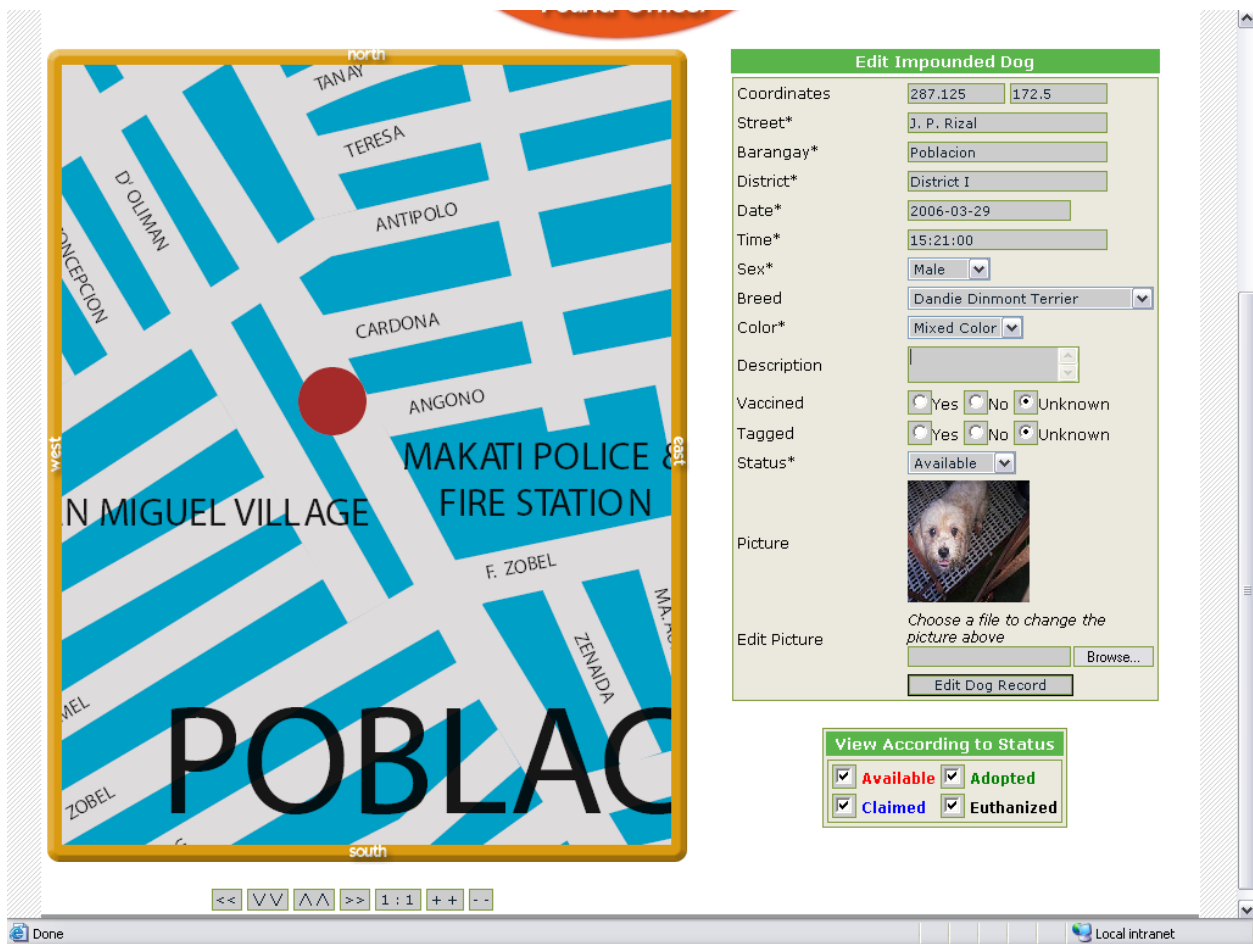 Pound Officer
north
TANAY
TERESA
D' OLIMAN
ANTIPOLO
CARDONA
ANGONO
MAKATI POLICE &
FIRE STATION
west
east
N MIGUEL VILLAGE
F. ZOBEL
ZENAIDA
MEL
POBLAC
ZOBEL
south
<< \/\/ /\/\ >> 1 : 1 + + - -
Edit Impounded Dog
Coordinates 287.125 172.5
Street* J. P. Rizal
Barangay* Poblacion
District* District I
Date* 2006-03-29
Time* 15:21:00
Sex* Male
Breed Dandie Dinmont Terrier
Color* Mixed Color
Description
Vaccined Yes No Unknown
Tagged Yes No Unknown
Status* Available
Picture
Choose a file to change the
picture above
Edit Picture
Browse...
Edit Dog Record
View According to Status
Available Adopted
Claimed Euthanized
Done
Local intranet